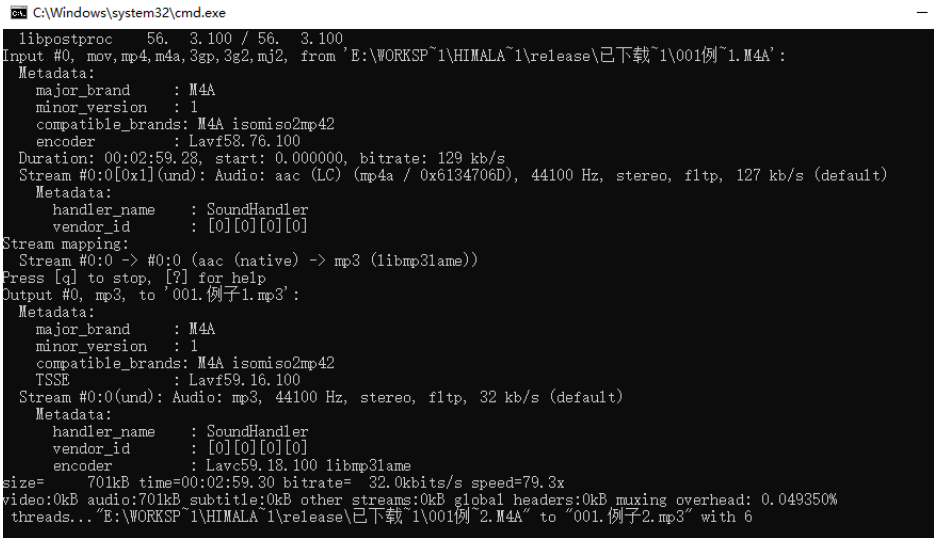 C:\Windows\system32\cmd.exe
libpostproc    56.  3.100 / 56.  3.100
Input #0, mov,mp4,m4a,3gp,3g2,mj2, from 'E:\WORKSP~1\HIMALA~1\release\已下载~1\001例~1.M4A':
  Metadata:
    major_brand     : M4A
    minor_version   : 1
    compatible_brands: M4A isomiso2mp42
    encoder         : Lavf58.76.100
  Duration: 00:02:59.28, start: 0.000000, bitrate: 129 kb/s
  Stream #0:0[0x1](und): Audio: aac (LC) (mp4a / 0x6134706D), 44100 Hz, stereo, fltp, 127 kb/s (default)
    Metadata:
      handler_name    : SoundHandler
      vendor_id       : [0][0][0][0]
Stream mapping:
  Stream #0:0 -> #0:0 (aac (native) -> mp3 (libmp3lame))
Press [q] to stop, [?] for help
Output #0, mp3, to '001.例子1.mp3':
  Metadata:
    major_brand     : M4A
    minor_version   : 1
    compatible_brands: M4A isomiso2mp42
    TSSE            : Lavf59.16.100
  Stream #0:0(und): Audio: mp3, 44100 Hz, stereo, fltp, 32 kb/s (default)
    Metadata:
      handler_name    : SoundHandler
      vendor_id       : [0][0][0][0]
      encoder         : Lavc59.18.100 libmp3lame
size=     701kB time=00:02:59.30 bitrate=  32.0kbits/s speed=79.3x
video:0kB audio:701kB subtitle:0kB other streams:0kB global headers:0kB muxing overhead: 0.049350%
 threads..."E:\WORKSP~1\HIMALA~1\release\已下载~1\001例~2.M4A" to "001.例子2.mp3" with 6